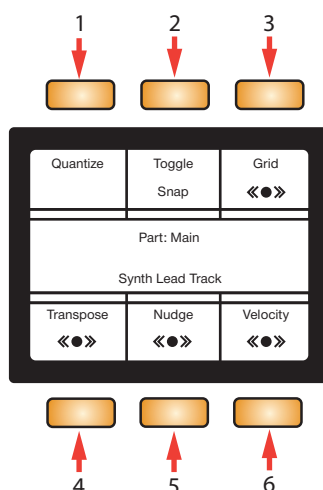 1 2 3
Quantize Toggle Grid
Snap
Part: Main
Synth Lead Track
Transpose Nudge Velocity
4 5 6